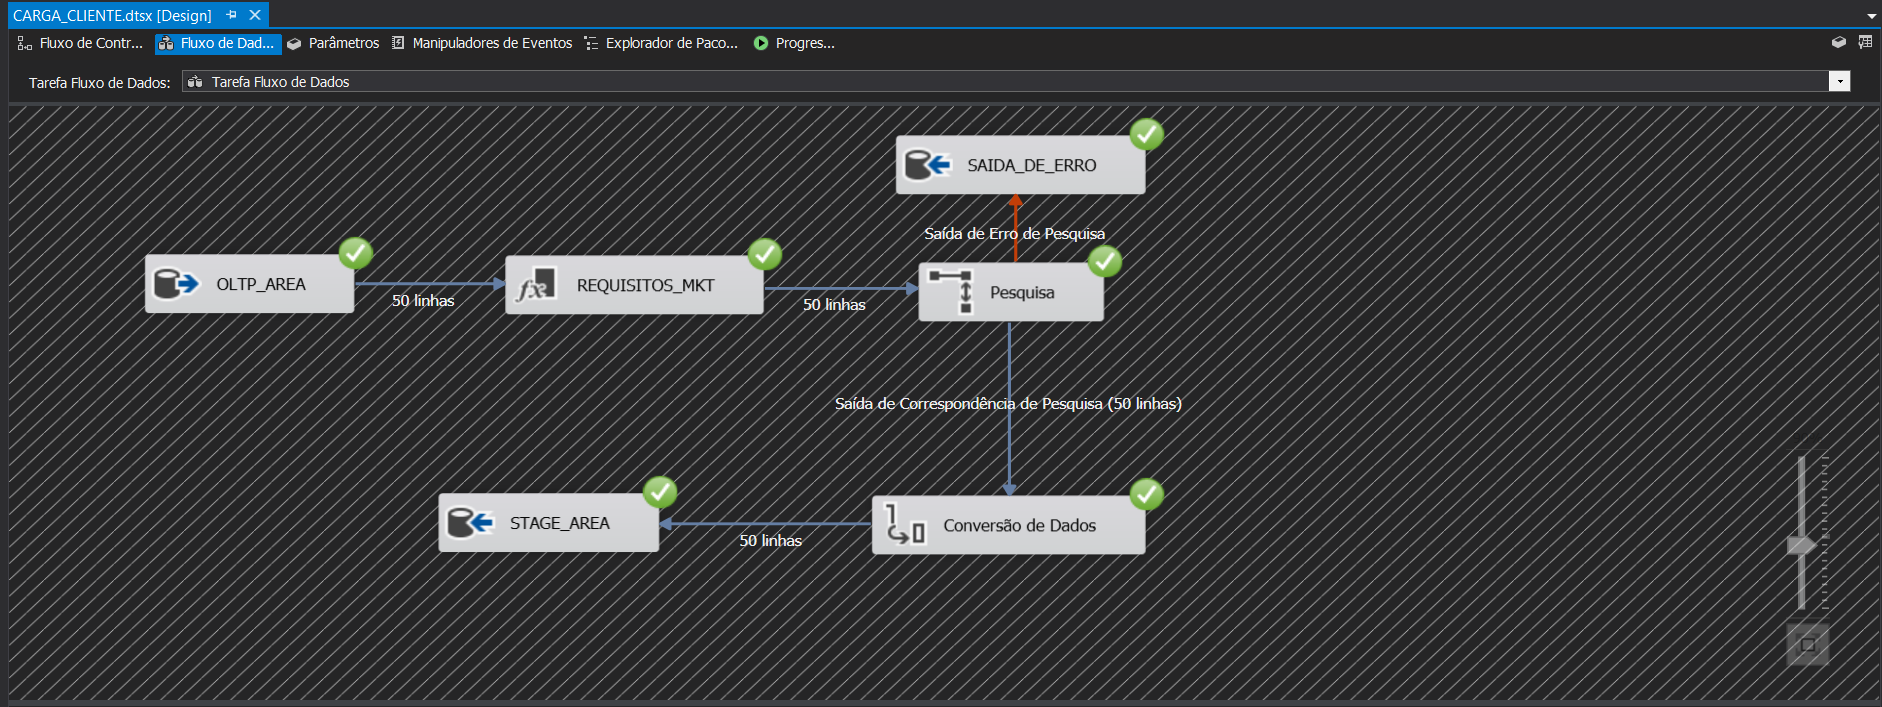 CARGA_CLIENTE.dtsx [Design]
Fluxo de Contr... Fluxo de Dad... Parâmetros Manipuladores de Eventos Explorador de Paco... Progres...
Tarefa Fluxo de Dados: Tarefa Fluxo de Dados
SAIDA_DE_ERRO
Saída de Erro de Pesquisa
OLTP_AREA
50 linhas
REQUISITOS_MKT
50 linhas
Pesquisa
Saída de Correspondência de Pesquisa (50 linhas)
STAGE_AREA
50 linhas
Conversão de Dados